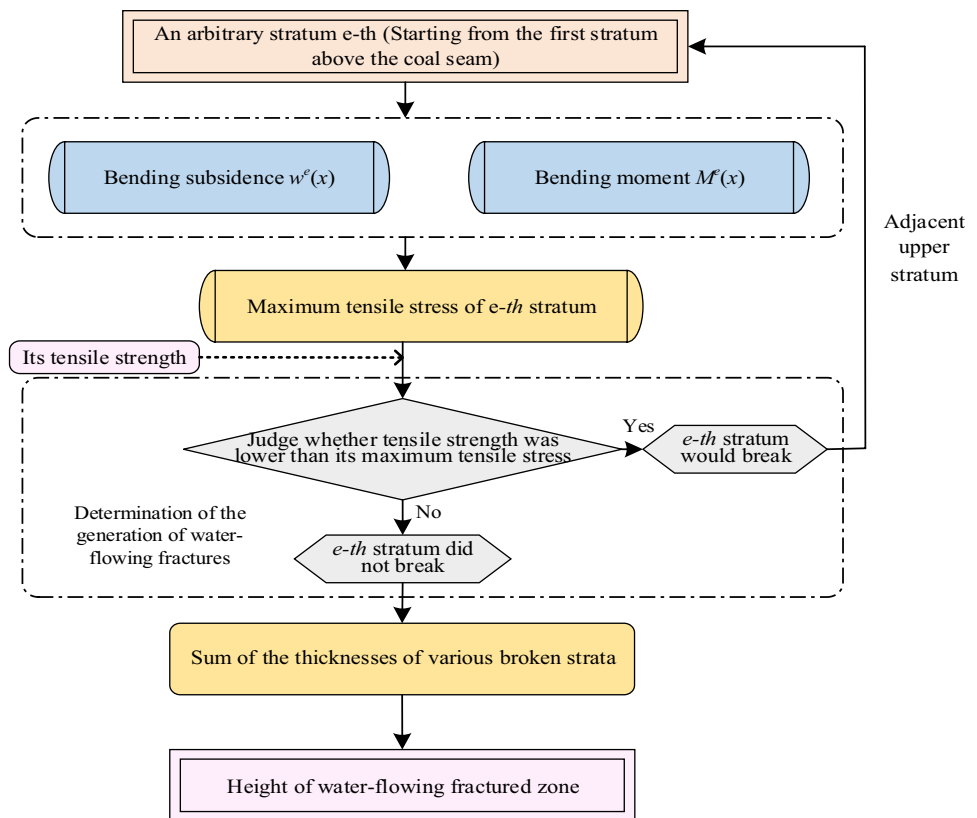 An arbitrary stratum e-th (Starting from the first stratum
above the coal seam)
Bending subsidence wᵉ(x)
Bending moment Mᵉ(x)
Adjacent
upper
stratum
Maximum tensile stress of e-th stratum
Its tensile strength
Judge whether tensile strength was
lower than its maximum tensile stress
Yes
e-th stratum
would break
No
Determination of the
generation of water-
flowing fractures
e-th stratum did
not break
Sum of the thicknesses of various broken strata
Height of water-flowing fractured zone